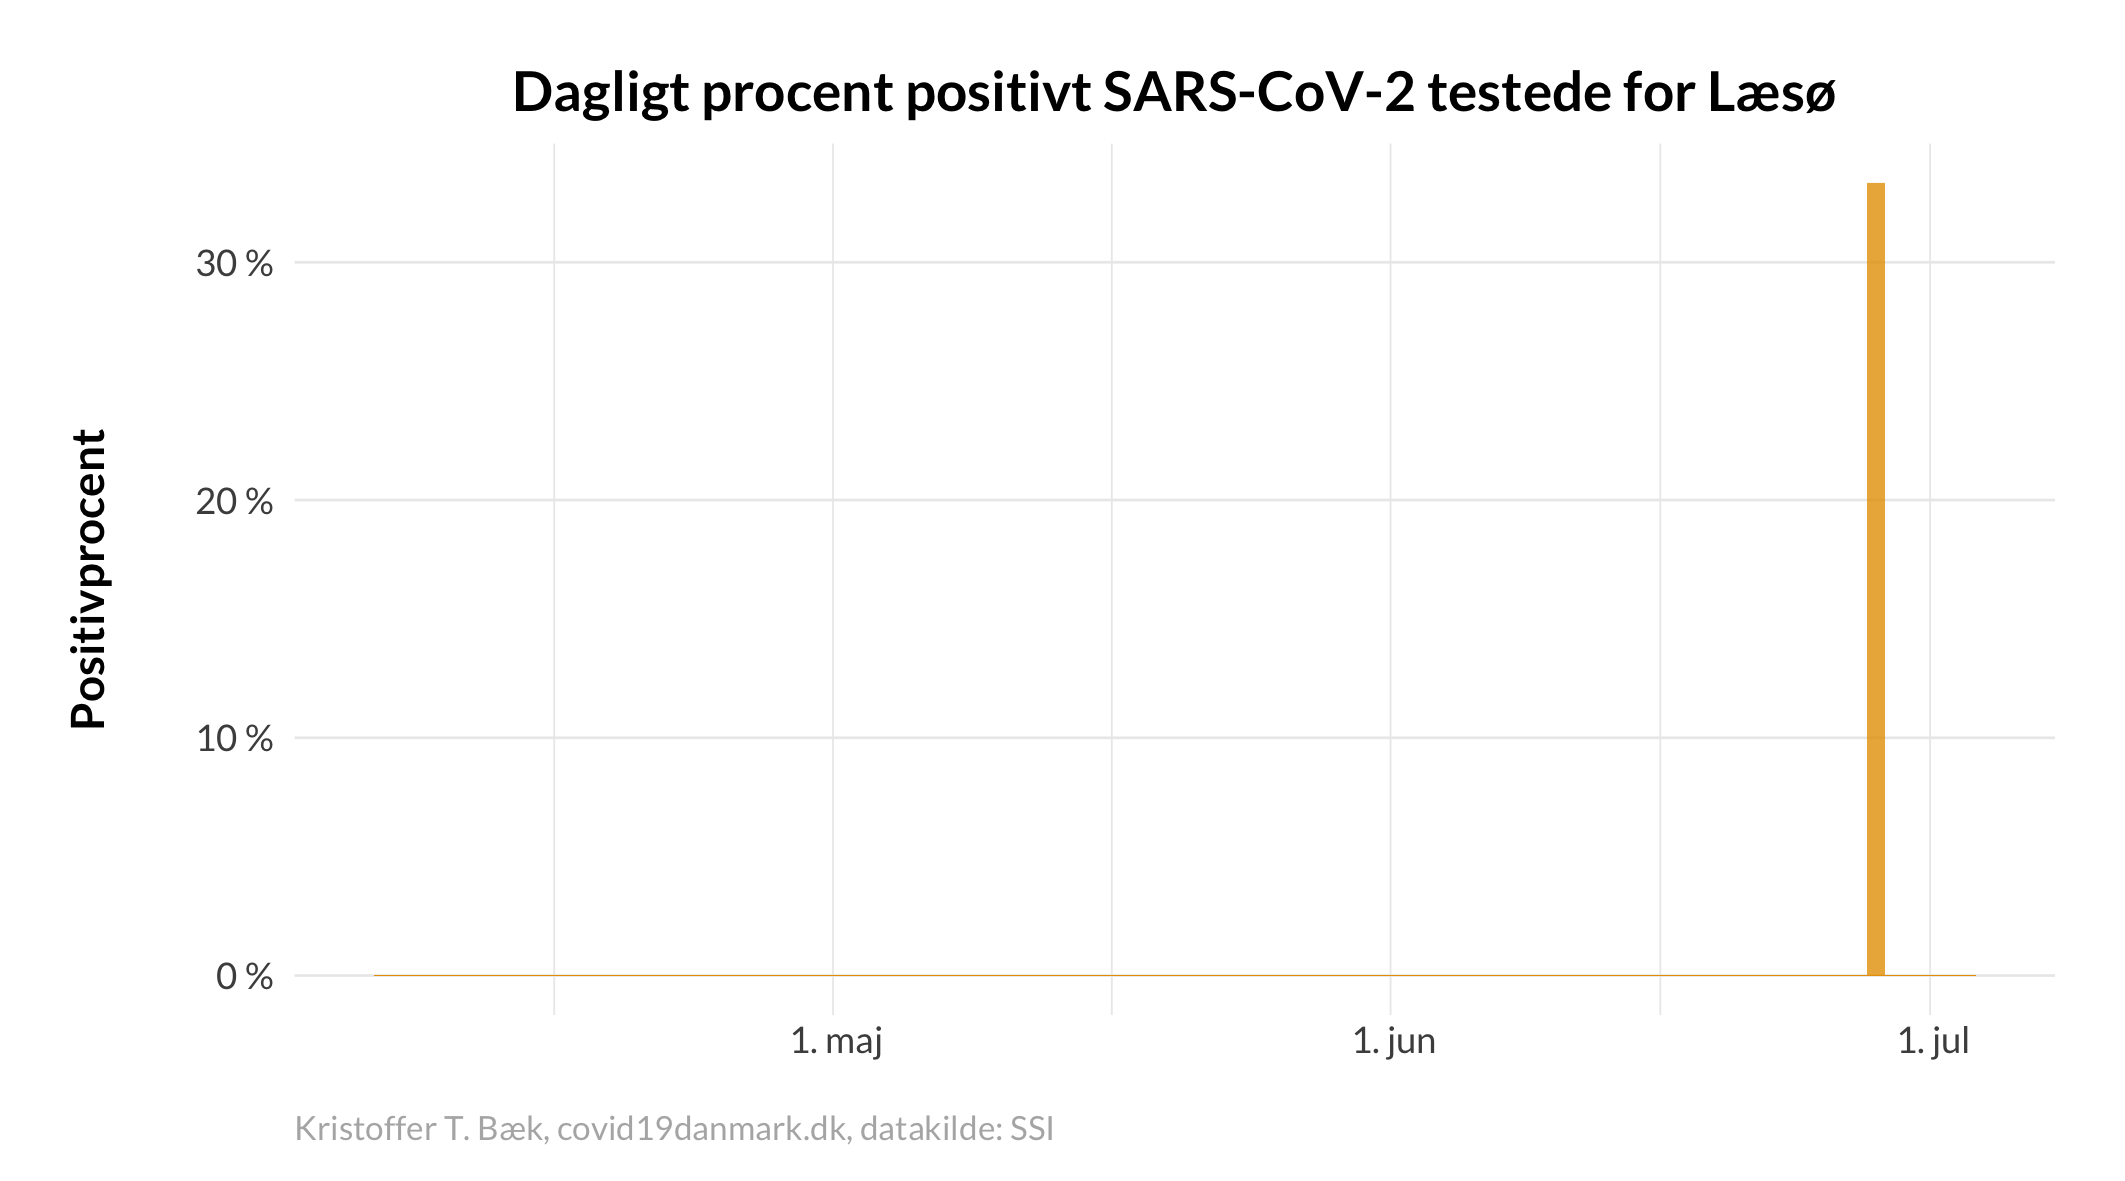 Dagligt procent positivt SARS-CoV-2 testede for Læsø
Positivprocent
30 %
20 %
10 %
0 %
1. maj
1. jun
1. jul
Kristoffer T. Bæk, covid19danmark.dk, datakilde: SSI